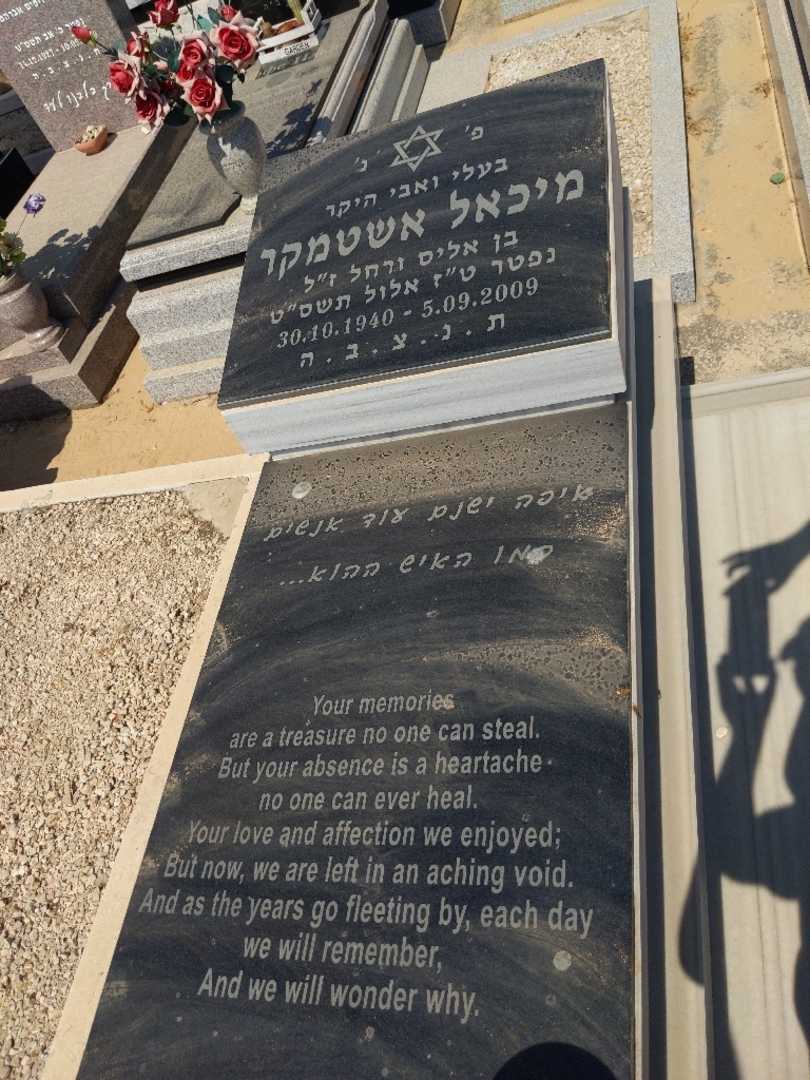 פ' נ'
בעלי ואבי היקר
מיכאל אשטמקר
בן אליס ורחל ז"ל
נפטר ט"ז אלול תשס"ט
30.10.1940 - 5.09.2009
ת . נ . צ . ב . ה
איפה ישנם עוד אנשים
כמו האיש ההוא...
Your memories
are a treasure no one can steal.
But your absence is a heartache
no one can ever heal.
Your love and affection we enjoyed;
But now, we are left in an aching void.
And as the years go fleeting by, each day
we will remember,
And we will wonder why.
GARDEN